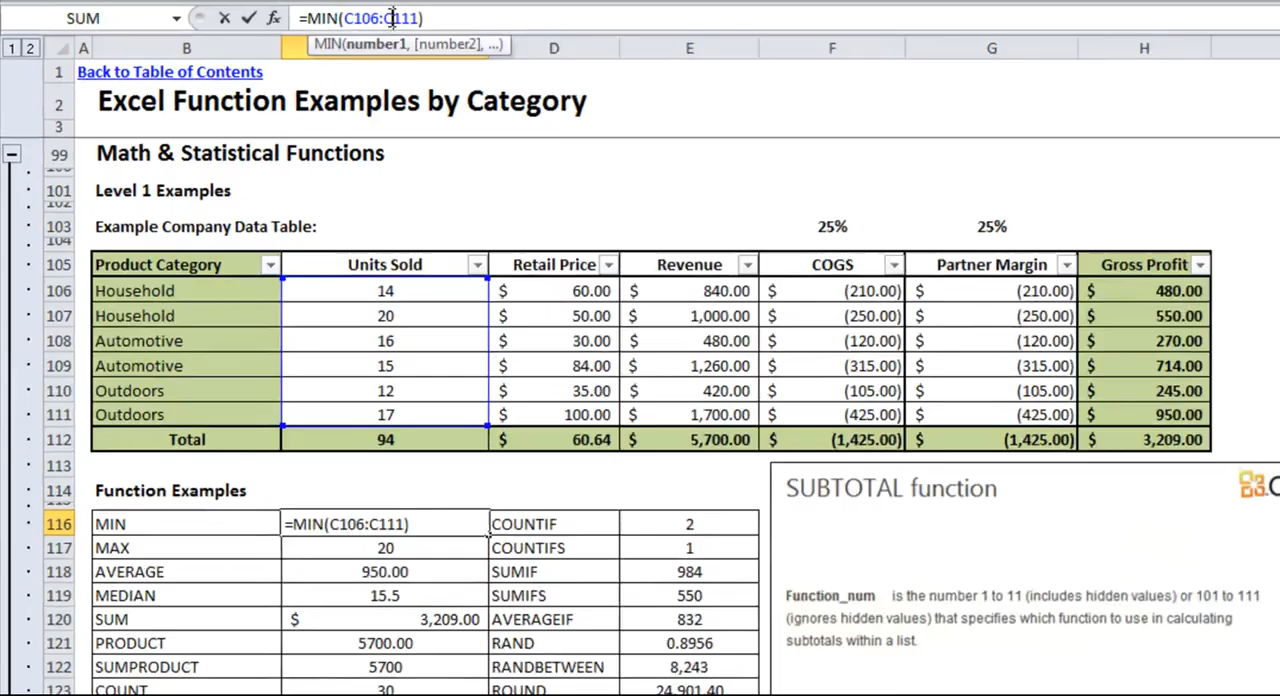 SUM =MIN(C106:C111)
MIN(number1, [number2], ...)
1 2 A B D E F G H
1 Back to Table of Contents
2 Excel Function Examples by Category
3
99 Math & Statistical Functions
101 Level 1 Examples
102
103 Example Company Data Table: 25% 25%
104
105 Product Category Units Sold Retail Price Revenue COGS Partner Margin Gross Profit
106 Household 14 $ 60.00 $ 840.00 $ (210.00) $ (210.00) $ 480.00
107 Household 20 $ 50.00 $ 1,000.00 $ (250.00) $ (250.00) $ 550.00
108 Automotive 16 $ 30.00 $ 480.00 $ (120.00) $ (120.00) $ 270.00
109 Automotive 15 $ 84.00 $ 1,260.00 $ (315.00) $ (315.00) $ 714.00
110 Outdoors 12 $ 35.00 $ 420.00 $ (105.00) $ (105.00) $ 245.00
111 Outdoors 17 $ 100.00 $ 1,700.00 $ (425.00) $ (425.00) $ 950.00
112 Total 94 $ 60.64 $ 5,700.00 $ (1,425.00) $ (1,425.00) $ 3,209.00
113
114 Function Examples
116 MIN =MIN(C106:C111) COUNTIF 2
117 MAX 20 COUNTIFS 1
118 AVERAGE 950.00 SUMIF 984
119 MEDIAN 15.5 SUMIFS 550
120 SUM $ 3,209.00 AVERAGEIF 832
121 PRODUCT 5700.00 RAND 0.8956
122 SUMPRODUCT 5700 RANDBETWEEN 8,243
123 COUNT 30 ROUND 24,901.40
SUBTOTAL function
Function_num is the number 1 to 11 (includes hidden values) or 101 to 111
(ignores hidden values) that specifies which function to use in calculating
subtotals within a list.